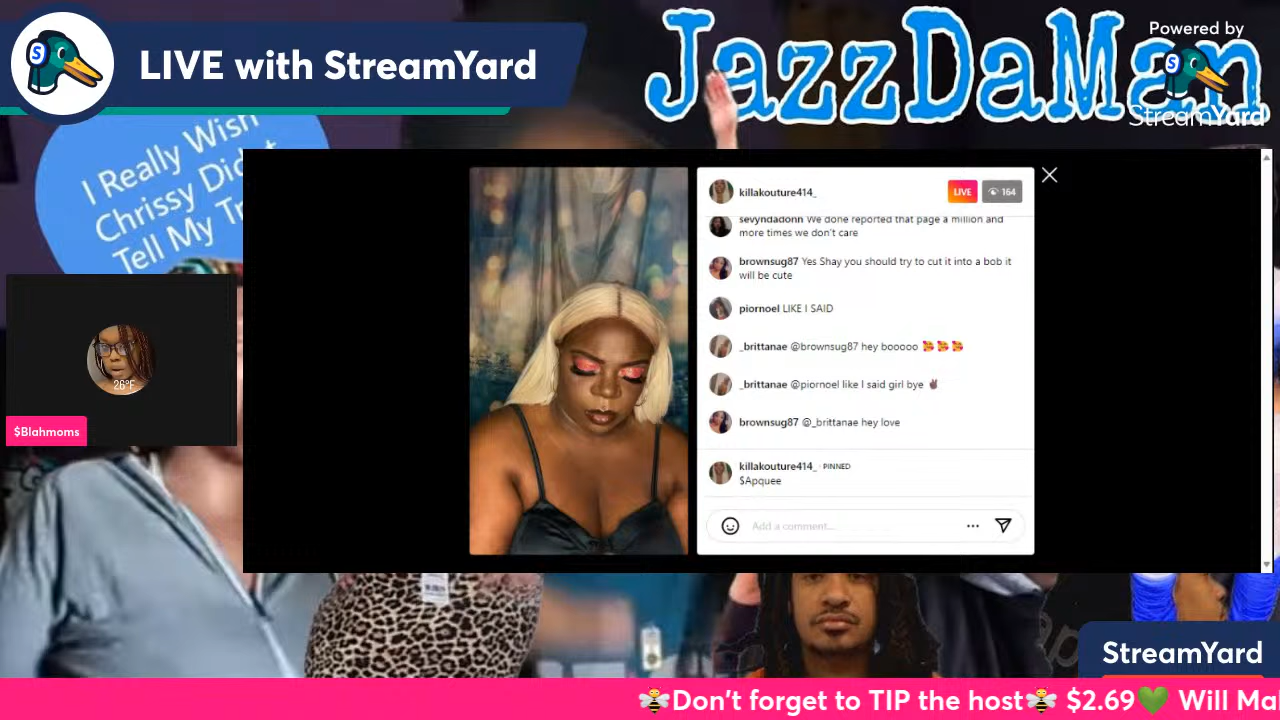 LIVE with StreamYard
JazzDaMan
Powered by
StreamYard
I Really Wish
Chrissy
Tell My
killakouture414_
LIVE
164
sevyndadonn We done reported that page a million and
more times we don't care
brownsug87 Yes Shay you should try to cut it into a bob it
will be cute
piornoel LIKE I SAID
_brittanae @brownsug87 hey booooo 🥰🥰🥰
_brittanae @piornoel like I said girl bye ✌🏿
brownsug87 @_brittanae hey love
killakouture414_ · PINNED
$Apquee
Add a comment...
26°F
$Blahmoms
StreamYard
🐝Don't forget to TIP the host🐝 $2.69💚 Will